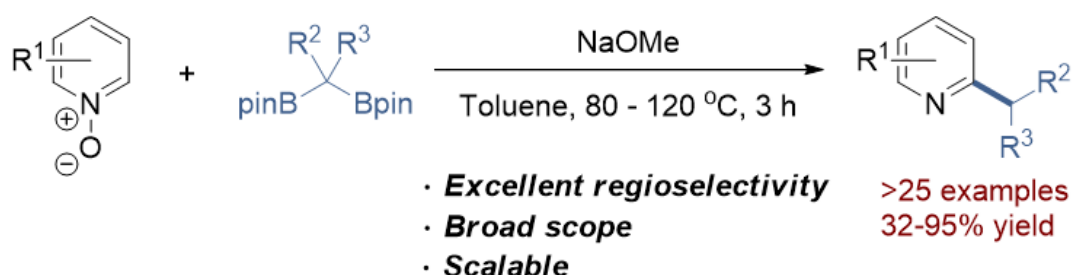 R1
N
⊕
O
⊖
+
R2 R3
pinB Bpin
NaOMe
Toluene, 80 - 120 ºC, 3 h
R1
N
R2
R3
· Excellent regioselectivity
· Broad scope
· Scalable
>25 examples
32-95% yield